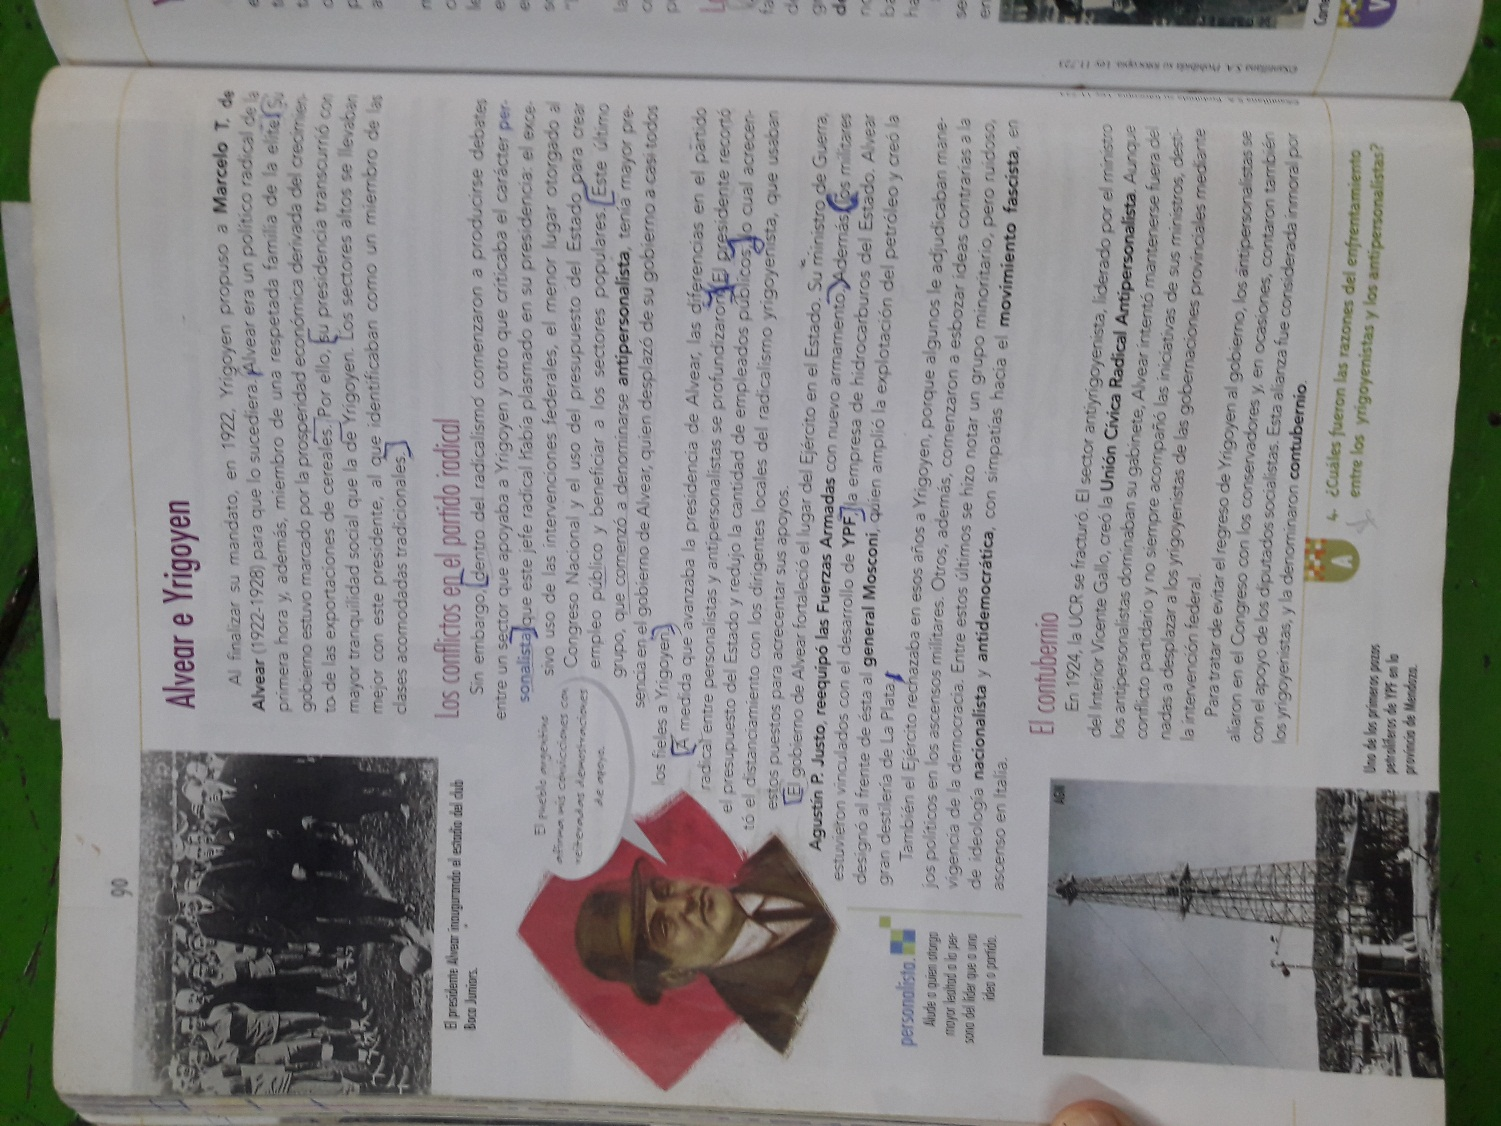 90
Alvear e Yrigoyen
Al finalizar su mandato, en 1922, Yrigoyen propuso a Marcelo T. de
Alvear (1922-1928) para que lo sucediera. Alvear era un político radical de la
primera hora y, además, miembro de una respetada familia de la elite. Su
gobierno estuvo marcado por la prosperidad económica derivada del crecimien-
to de las exportaciones de cereales. Por ello, su presidencia transcurrió con
mayor tranquilidad social que la de Yrigoyen. Los sectores altos se llevaban
mejor con este presidente, al que identificaban como un miembro de las
clases acomodadas tradicionales.
El presidente Alvear inaugurando el estadio del club
Boca Juniors.
Los conflictos en el partido radical
Sin embargo, dentro del radicalismo comenzaron a producirse debates
entre un sector que apoyaba a Yrigoyen y otro que criticaba el carácter per-
sonalista que este jefe radical había plasmado en su presidencia: el exce-
sivo uso de las intervenciones federales, el menor lugar otorgado al
Congreso Nacional y el uso del presupuesto del Estado para crear
empleo público y beneficiar a los sectores populares. Este último
grupo, que comenzó a denominarse antipersonalista, tenía mayor pre-
sencia en el gobierno de Alvear, quien desplazó de su gobierno a casi todos
los fieles a Yrigoyen.
A medida que avanzaba la presidencia de Alvear, las diferencias en el partido
radical entre personalistas y antipersonalistas se profundizaron. El presidente recortó
el presupuesto del Estado y redujo la cantidad de empleados públicos, lo cual acrecen-
tó el distanciamiento con los dirigentes locales del radicalismo yrigoyenista, que usaban
estos puestos para acrecentar sus apoyos.
El gobierno de Alvear fortaleció el lugar del Ejército en el Estado. Su ministro de Guerra,
Agustín P. Justo, reequipó las Fuerzas Armadas con nuevo armamento. Además, los militares
estuvieron vinculados con el desarrollo de YPF, la empresa de hidrocarburos del Estado. Alvear
designó al frente de ésta al general Mosconi, quien amplió la explotación del petróleo y creó la
gran destilería de La Plata.
También el Ejército rechazaba en esos años a Yrigoyen, porque algunos le adjudicaban mane-
jos políticos en los ascensos militares. Otros, además, comenzaron a esbozar ideas contrarias a la
vigencia de la democracia. Entre estos últimos se hizo notar un grupo minoritario, pero ruidoso,
de ideología nacionalista y antidemocrática, con simpatías hacia el movimiento fascista, en
ascenso en Italia.
El pueblo argentino
afirma mis convicciones con
reiteradas demostraciones
de apoyo.
personalista.
Alude a quien otorga
mayor lealtad a la per-
sona del líder que a una
idea o partido.
El contubernio
En 1924, la UCR se fracturó. El sector antiyrigoyenista, liderado por el ministro
del Interior Vicente Gallo, creó la Unión Cívica Radical Antipersonalista. Aunque
los antipersonalistas dominaban su gabinete, Alvear intentó mantenerse fuera del
conflicto partidario y no siempre acompañó las iniciativas de sus ministros, desti-
nadas a desplazar a los yrigoyenistas de las gobernaciones provinciales mediante
la intervención federal.
Para tratar de evitar el regreso de Yrigoyen al gobierno, los antipersonalistas se
aliaron en el Congreso con los conservadores y, en ocasiones, contaron también
con el apoyo de los diputados socialistas. Esta alianza fue considerada inmoral por
los yrigoyenistas, y la denominaron contubernio.
AGN
Uno de los primeros pozos
petrolíferos de YPF en la
provincia de Mendoza.
A
4- ¿Cuáles fueron las razones del enfrentamiento
entre los yrigoyenistas y los antipersonalistas?
©Santillana S.A. Prohibida su fotocopia. Ley 11.723